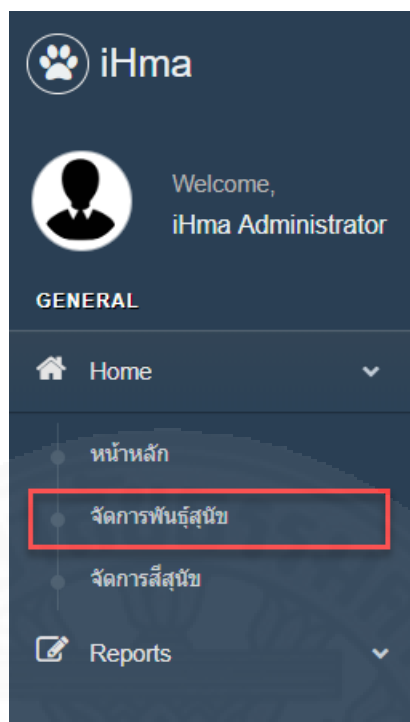 iHma
Welcome,
iHma Administrator
GENERAL
Home
หน้าหลัก
จัดการพันธุ์สุนัข
จัดการสีสุนัข
Reports